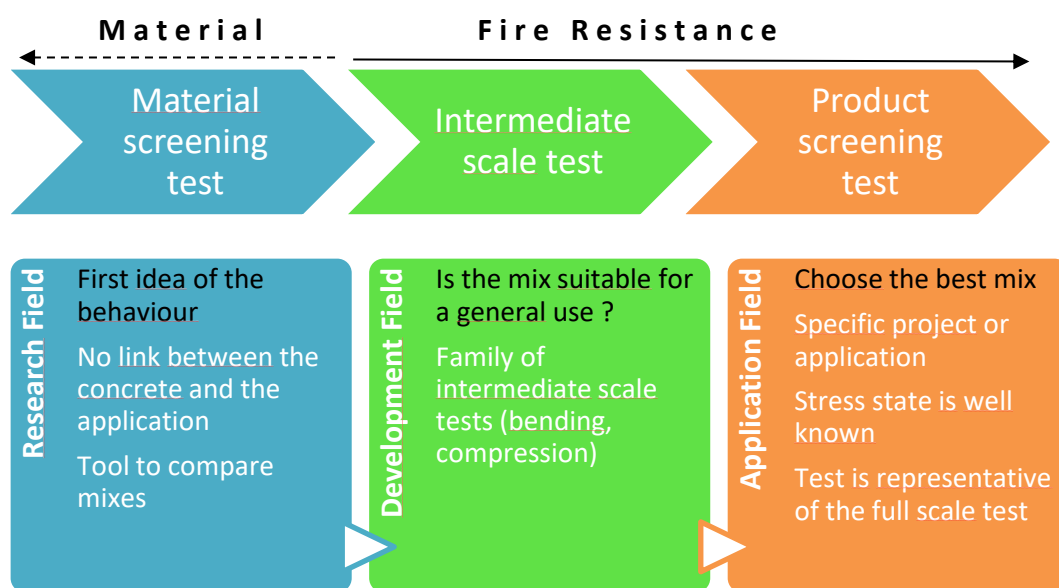 Material
Fire Resistance
Material
screening
test
Intermediate
scale test
Product
screening
test
Research Field
First idea of the
behaviour
No link between the
concrete and the
application
Tool to compare
mixes
Development Field
Is the mix suitable for
a general use ?
Family of
intermediate scale
tests (bending,
compression)
Application Field
Choose the best mix
Specific project or
application
Stress state is well
known
Test is representative
of the full scale test